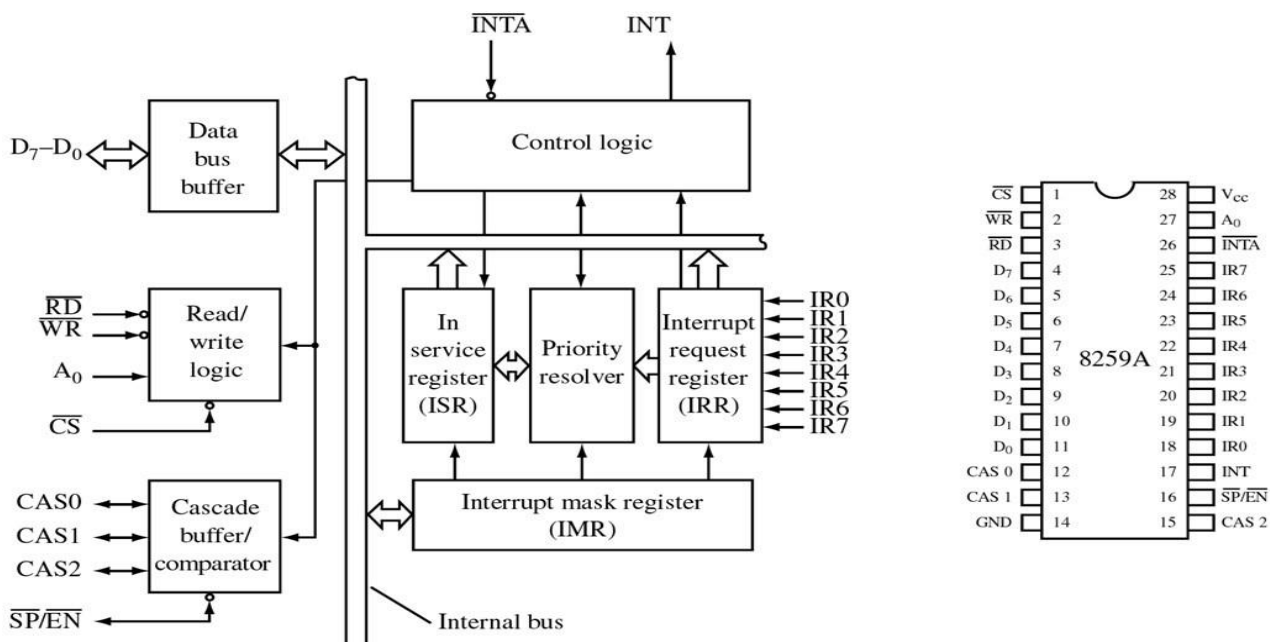 INTA INT
Data
bus
buffer
D7–D0
Control logic
RD
WR
A0
CS
Read/
write
logic
In
service
register
(ISR)
Priority
resolver
Interrupt
request
register
(IRR)
IR0
IR1
IR2
IR3
IR4
IR5
IR6
IR7
CAS0
CAS1
CAS2
SP/EN
Cascade
buffer/
comparator
Interrupt mask register
(IMR)
Internal bus
CS 1 28 Vcc
WR 2 27 A0
RD 3 26 INTA
D7 4 25 IR7
D6 5 24 IR6
D5 6 23 IR5
D4 7 22 IR4
8259A
D3 8 21 IR3
D2 9 20 IR2
D1 10 19 IR1
D0 11 18 IR0
CAS 0 12 17 INT
CAS 1 13 16 SP/EN
GND 14 15 CAS 2